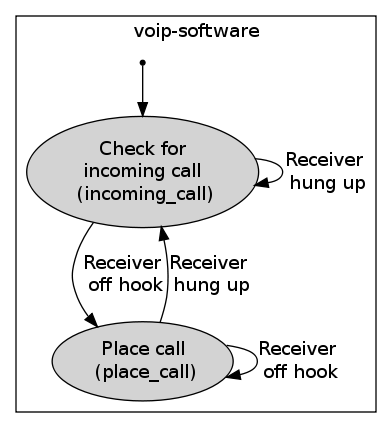 voip-software
Check for
incoming call
(incoming_call)
Receiver
hung up
Receiver
off hook
Receiver
hung up
Place call
(place_call)
Receiver
off hook